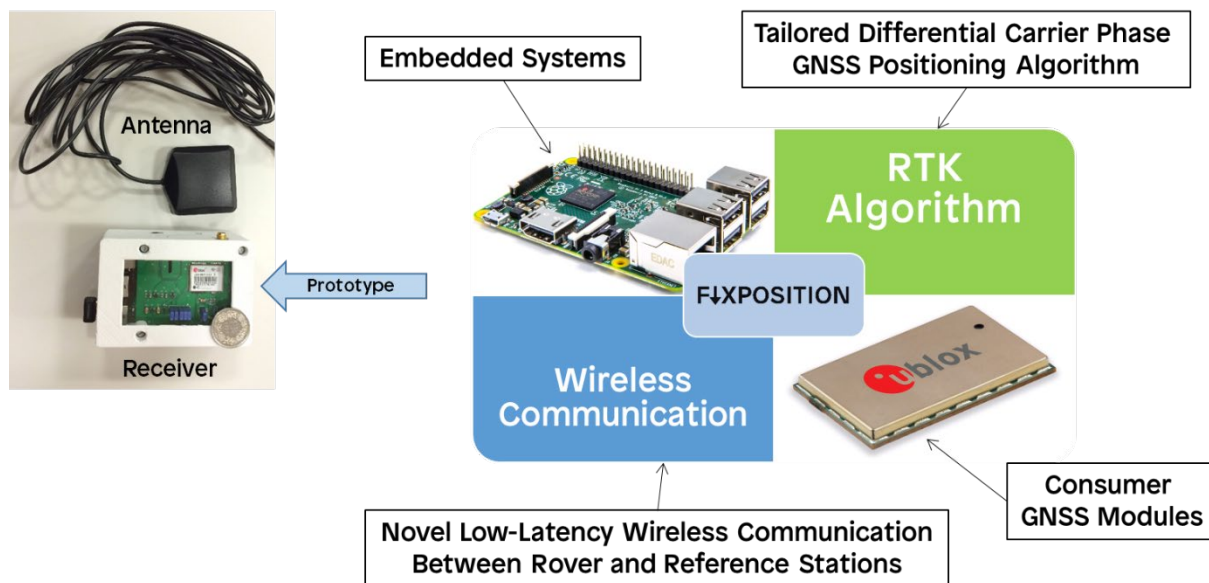 Antenna
Prototype
Receiver
Embedded Systems
Tailored Differential Carrier Phase
GNSS Positioning Algorithm
RTK
Algorithm
EDAC
F↓XPOSITION
Wireless
Communication
ublox
Novel Low-Latency Wireless Communication
Between Rover and Reference Stations
Consumer
GNSS Modules